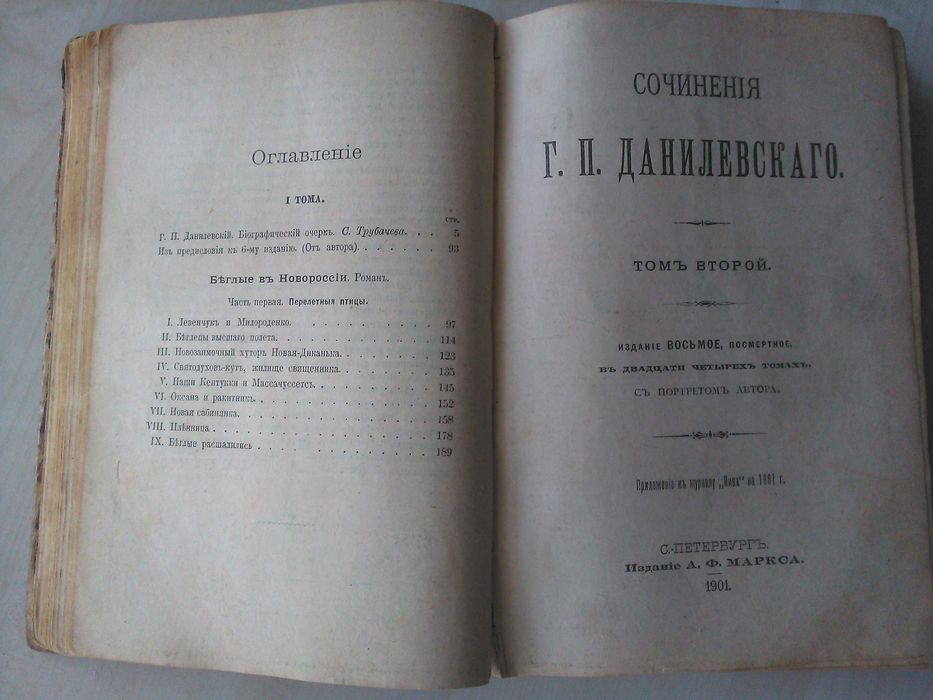 Оглавленіе
I ТОМА.
СТР.
Г. П. Данилевскій. Біографическій очеркъ. С. Трубачева. . . 5
Изъ предисловія къ 6-му изданію. (Отъ автора). . . . . . . 93
Бѣглые въ Новороссіи. Романъ.
Часть первая. Перелетныя птицы.
I. Левенчукъ и Милороденко. . . . . . . . . . 97
II. Бѣглецы высшаго полета. . . . . . . . . . 114
III. Новозаимочный хуторъ Новая-Диканька. . . . . . . 123
IV. Святодуховъ-кутъ, жилище священника. . . . . . . 135
V. Наши Кентукки и Массачуссетсъ. . . . . . . . 145
VI. Оксана и ракитникъ. . . . . . . . . . . 152
VII. Новая сабинянка. . . . . . . . . . . . 158
VIII. Плѣнница . . . . . . . . . . . . . 178
IX. Бѣглые расшалились . . . . . . . . . . 189
СОЧИНЕНІЯ
Г. П. ДАНИЛЕВСКАГО.
ТОМЪ ВТОРОЙ.
ИЗДАНІЕ ВОСЬМОЕ, ПОСМЕРТНОЕ,
ВЪ ДВАДЦАТИ ЧЕТЫРЕХЪ ТОМАХЪ,
СЪ ПОРТРЕТОМЪ АВТОРА.
Приложеніе къ журналу „Нива" на 1901 г.
С.-ПЕТЕРБУРГЪ.
Изданіе А. Ф. МАРКСА.
1901.